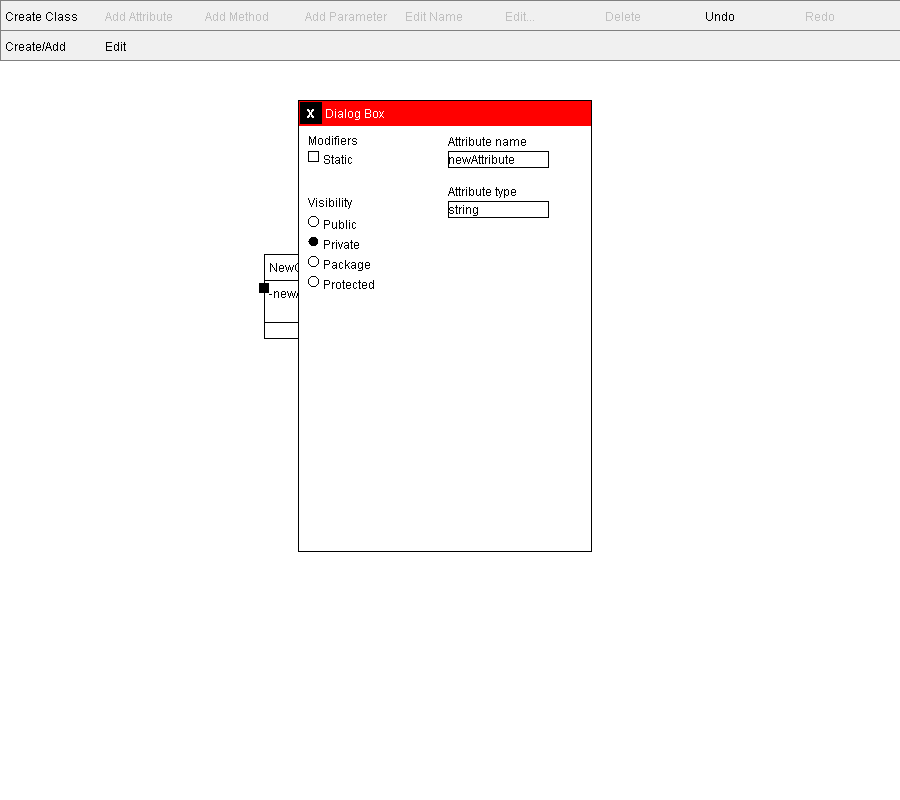 Create Class Add Attribute Add Method Add Parameter Edit Name Edit... Delete Undo Redo
Create/Add Edit
X Dialog Box
Modifiers
Static
Visibility
Public
Private
Package
Protected
Attribute name
newAttribute
Attribute type
string
New
-new